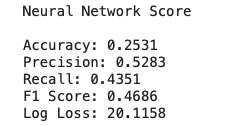 Neural Network Score
Accuracy: 0.2531
Precision: 0.5283
Recall: 0.4351
F1 Score: 0.4686
Log Loss: 20.1158